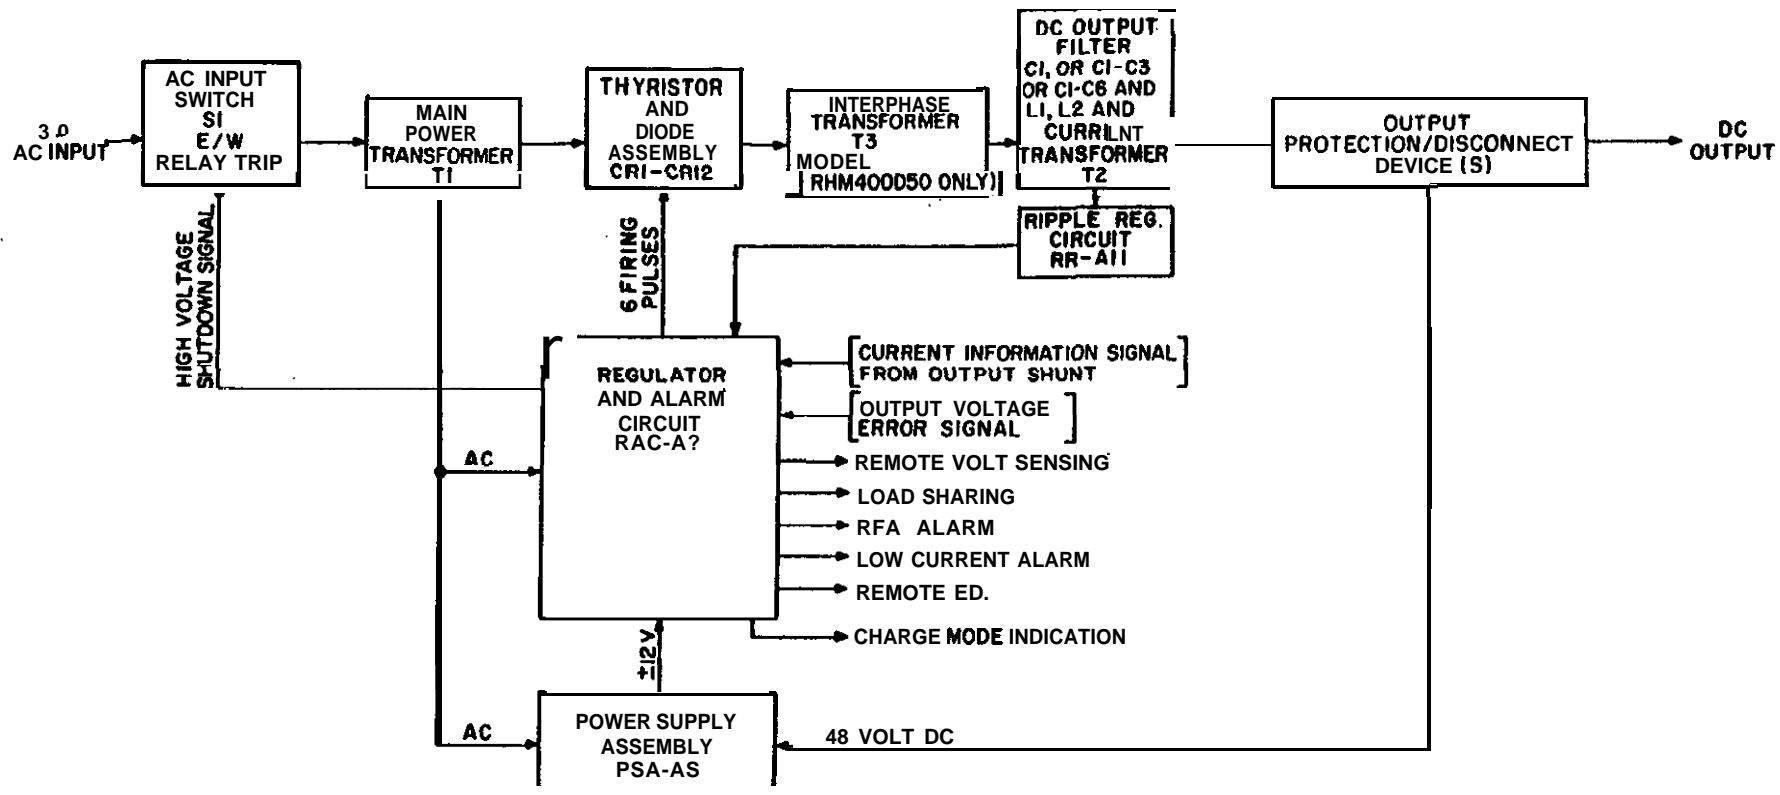 3Ω
AC INPUT
AC INPUT
SWITCH
S1
E/W
RELAY TRIP
MAIN
POWER
TRANSFORMER
T1
THYRISTOR
AND
DIODE
ASSEMBLY
CR1-CR12
INTERPHASE
TRANSFORMER
T3
MODEL
RHM400D50 ONLY)
DC OUTPUT
FILTER
C1, OR C1-C3
OR C1-C6 AND
L1, L2 AND
CURRILNT
TRANSFORMER
T2
OUTPUT
PROTECTION/DISCONNECT
DEVICE (S)
DC
OUTPUT
RIPPLE REG.
CIRCUIT
RR-A11
HIGH VOLTAGE
SHUTDOWN SIGNAL
6 FIRING
PULSES
REGULATOR
AND ALARM
CIRCUIT
RAC-A?
[CURRENT INFORMATION SIGNAL
FROM OUTPUT SHUNT]
[OUTPUT VOLTAGE
ERROR SIGNAL]
REMOTE VOLT SENSING
LOAD SHARING
RFA ALARM
LOW CURRENT ALARM
REMOTE ED.
CHARGE MODE INDICATION
AC
±12V
AC
POWER SUPPLY
ASSEMBLY
PSA-AS
48 VOLT DC